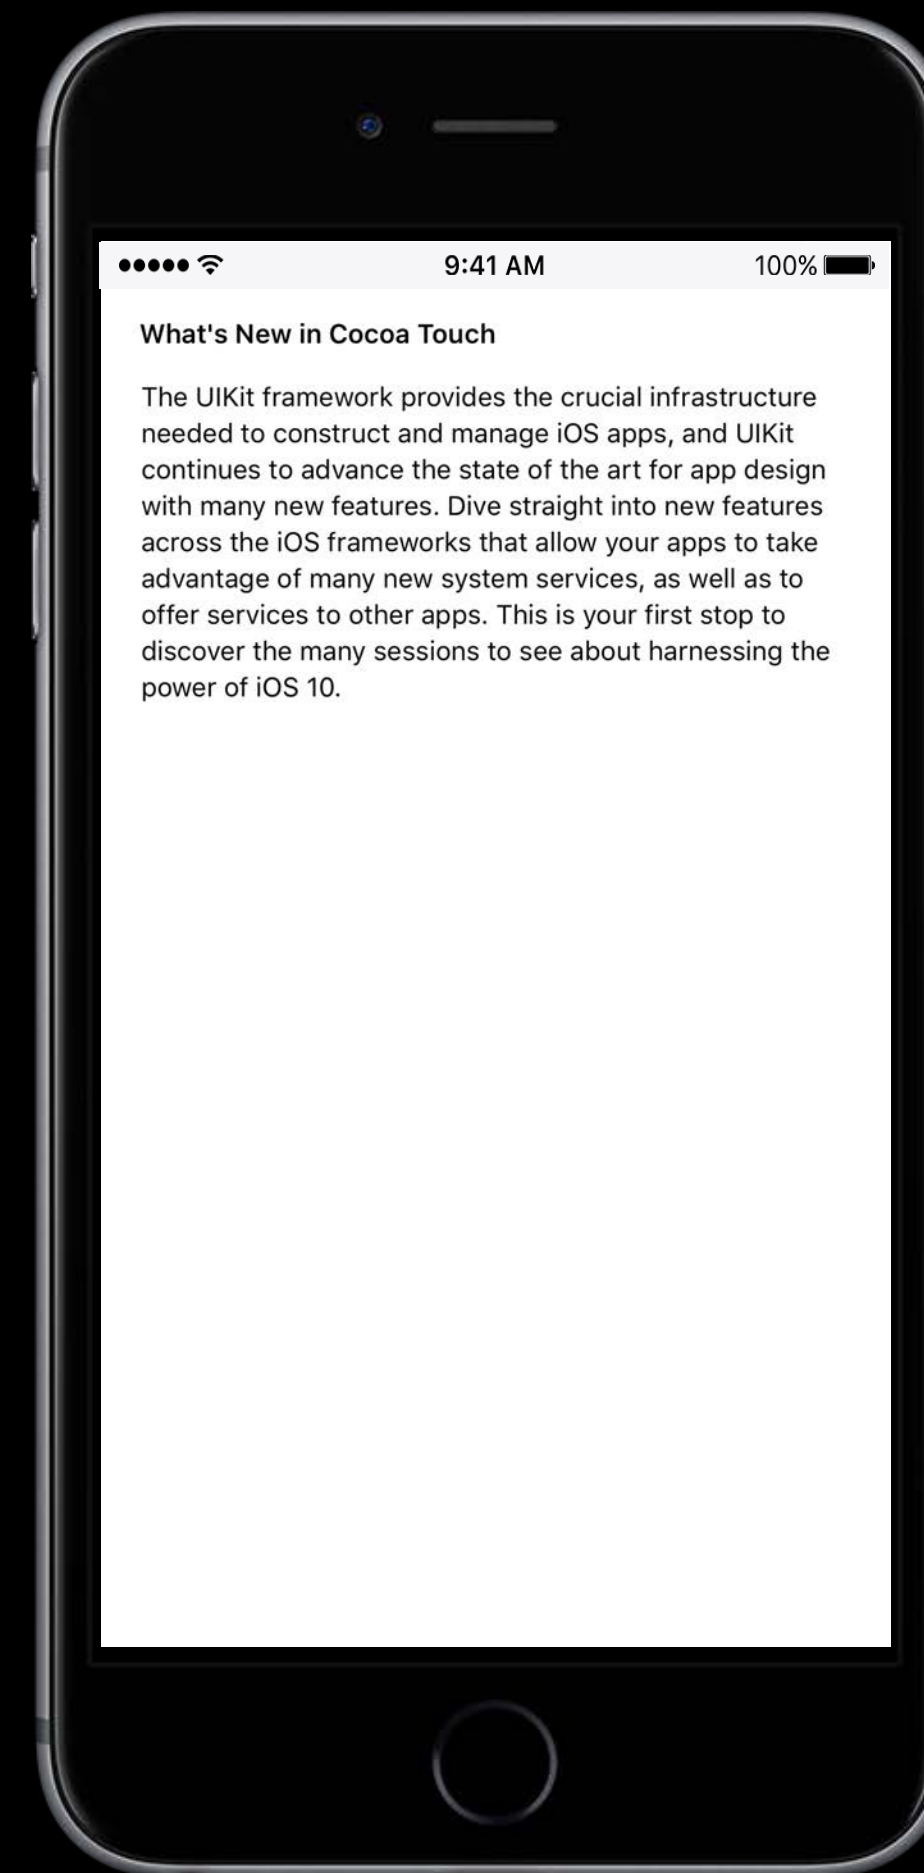 9:41 AM
100%
What's New in Cocoa Touch
The UIKit framework provides the crucial infrastructure
needed to construct and manage iOS apps, and UIKit
continues to advance the state of the art for app design
with many new features. Dive straight into new features
across the iOS frameworks that allow your apps to take
advantage of many new system services, as well as to
offer services to other apps. This is your first stop to
discover the many sessions to see about harnessing the
power of iOS 10.